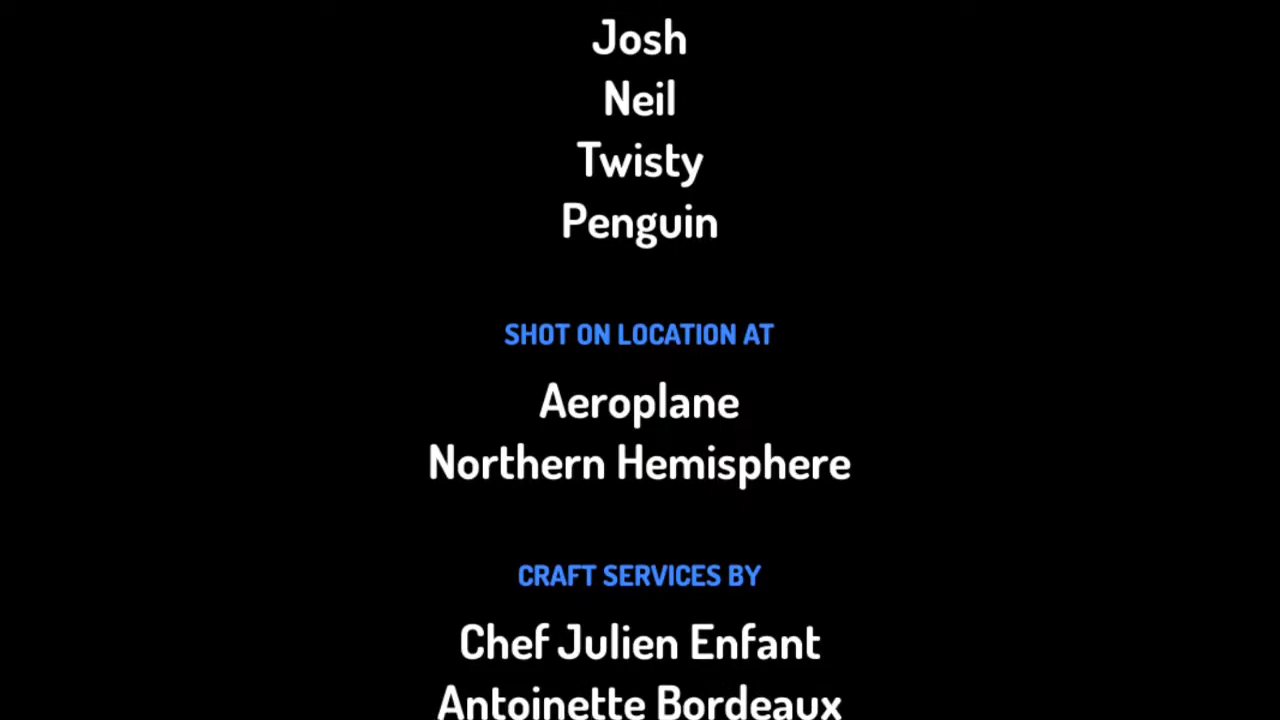 Josh
Neil
Twisty
Penguin
SHOT ON LOCATION AT
Aeroplane
Northern Hemisphere
CRAFT SERVICES BY
Chef Julien Enfant
Antoinette Bordeaux